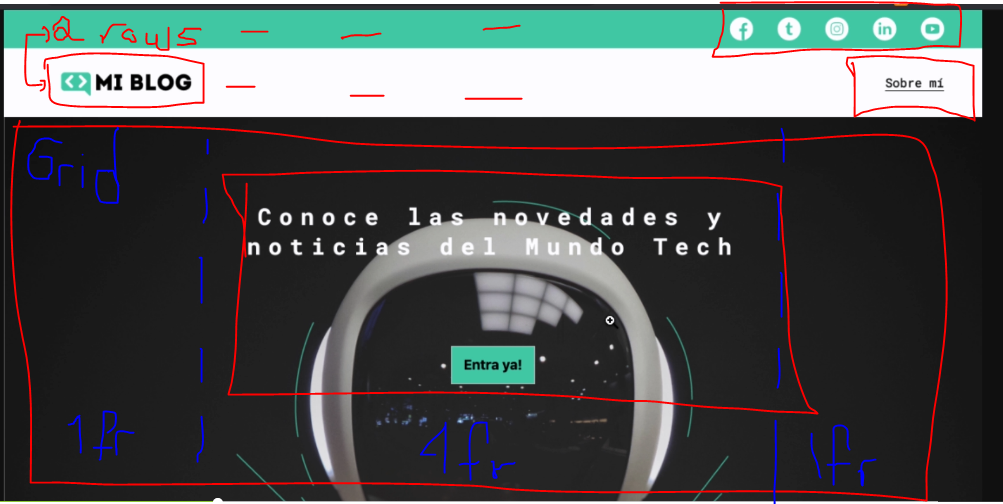 2 rows
MI BLOG
Sobre mí
Grid
Conoce las novedades y
noticias del Mundo Tech
Entra ya!
1fr 4fr 1fr